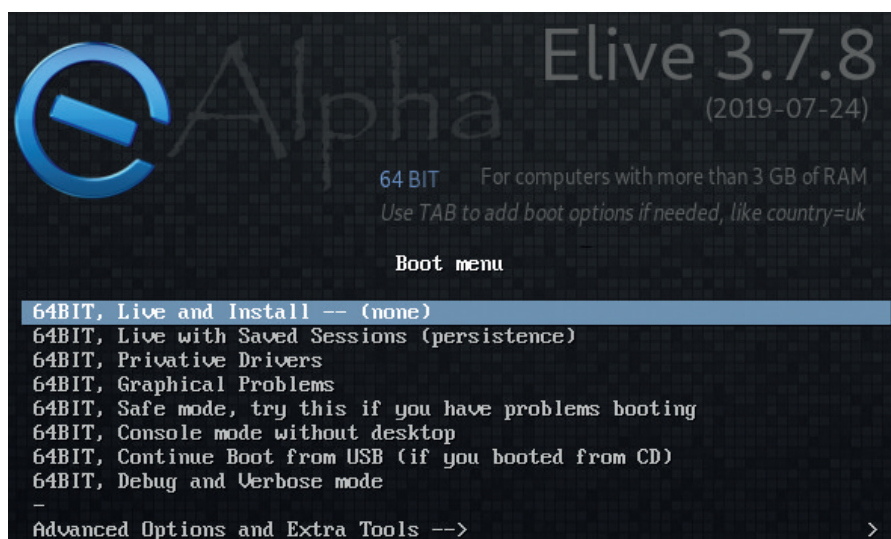 Elive 3.7.8
Alpha
(2019-07-24)
64 BIT For computers with more than 3 GB of RAM
Use TAB to add boot options if needed, like country=uk
Boot menu
64BIT, Live and Install -- (none)
64BIT, Live with Saved Sessions (persistence)
64BIT, Privative Drivers
64BIT, Graphical Problems
64BIT, Safe mode, try this if you have problems booting
64BIT, Console mode without desktop
64BIT, Continue Boot from USB (if you booted from CD)
64BIT, Debug and Verbose mode
-
Advanced Options and Extra Tools --> >